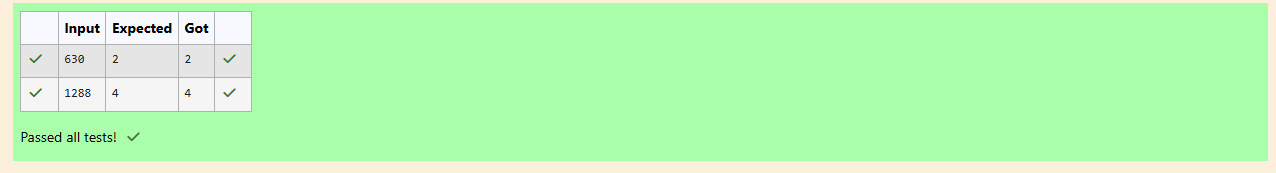 Input Expected Got
630 2 2
1288 4 4
Passed all tests!